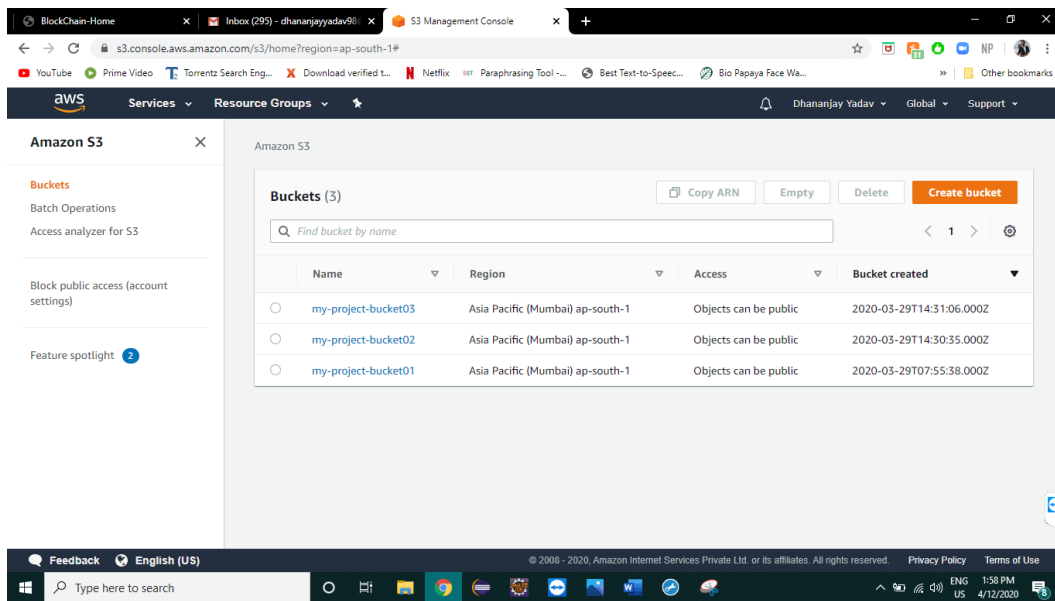 BlockChain-Home
Inbox (295) - dhananjayyadav98
S3 Management Console
s3.console.aws.amazon.com/s3/home?region=ap-south-1#
31
NP
YouTube
Prime Video
Torrentz Search Eng...
Download verified t...
Netflix
SST
Paraphrasing Tool -...
Best Text-to-Speec...
Bio Papaya Face Wa...
Other bookmarks
aws
Services
Resource Groups
Dhananjay Yadav
Global
Support
Amazon S3
Buckets
Batch Operations
Access analyzer for S3
Block public access (account
settings)
Feature spotlight 2
Amazon S3
Buckets (3)
Copy ARN
Empty
Delete
Create bucket
Find bucket by name
1
Name Region Access Bucket created
my-project-bucket03 Asia Pacific (Mumbai) ap-south-1 Objects can be public 2020-03-29T14:31:06.000Z
my-project-bucket02 Asia Pacific (Mumbai) ap-south-1 Objects can be public 2020-03-29T14:30:35.000Z
my-project-bucket01 Asia Pacific (Mumbai) ap-south-1 Objects can be public 2020-03-29T07:55:38.000Z
Feedback
English (US)
© 2008 - 2020, Amazon Internet Services Private Ltd. or its affiliates. All rights reserved.
Privacy Policy
Terms of Use
Type here to search
ENG
US
1:58 PM
4/12/2020
8